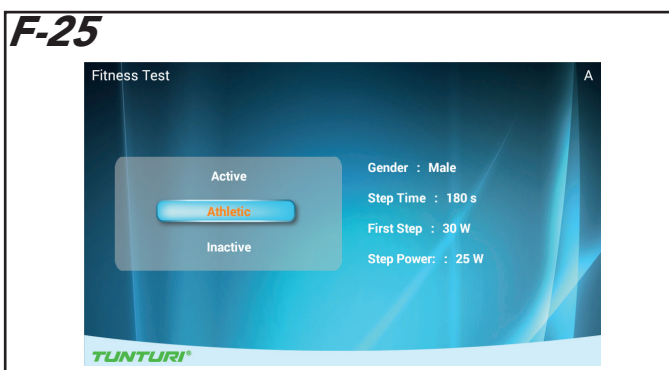 F-25
Fitness Test A
Active
Athletic
Inactive
Gender : Male
Step Time : 180 s
First Step : 30 W
Step Power: : 25 W
TUNTURI®